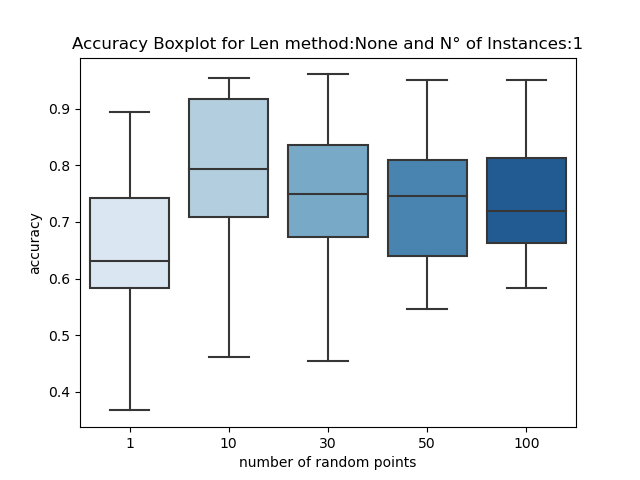 Accuracy Boxplot for Len method:None and N° of Instances:1
accuracy
0.9
0.8
0.7
0.6
0.5
0.4
1 10 30 50 100
number of random points